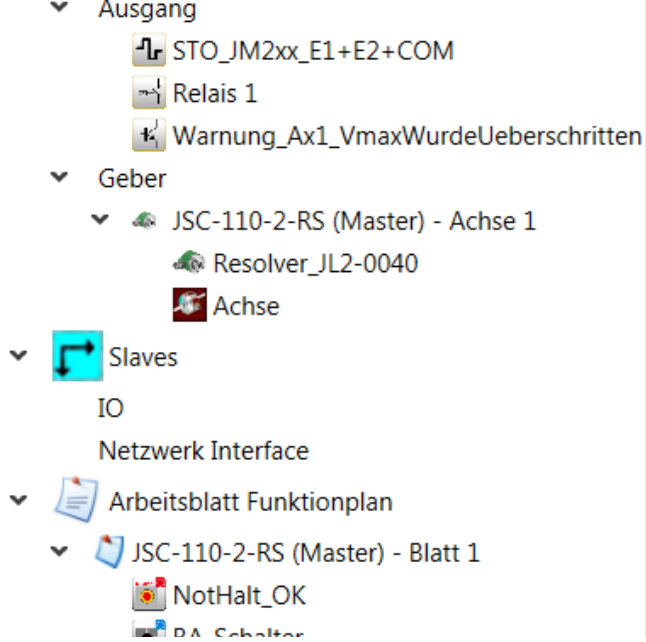 Ausgang
STO_JM2xx_E1+E2+COM
Relais 1
Warnung_Ax1_VmaxWurdeUeberschritten
Geber
JSC-110-2-RS (Master) - Achse 1
Resolver_JL2-0040
Achse
Slaves
IO
Netzwerk Interface
Arbeitsblatt Funktionplan
JSC-110-2-RS (Master) - Blatt 1
NotHalt_OK
BA_Schalter